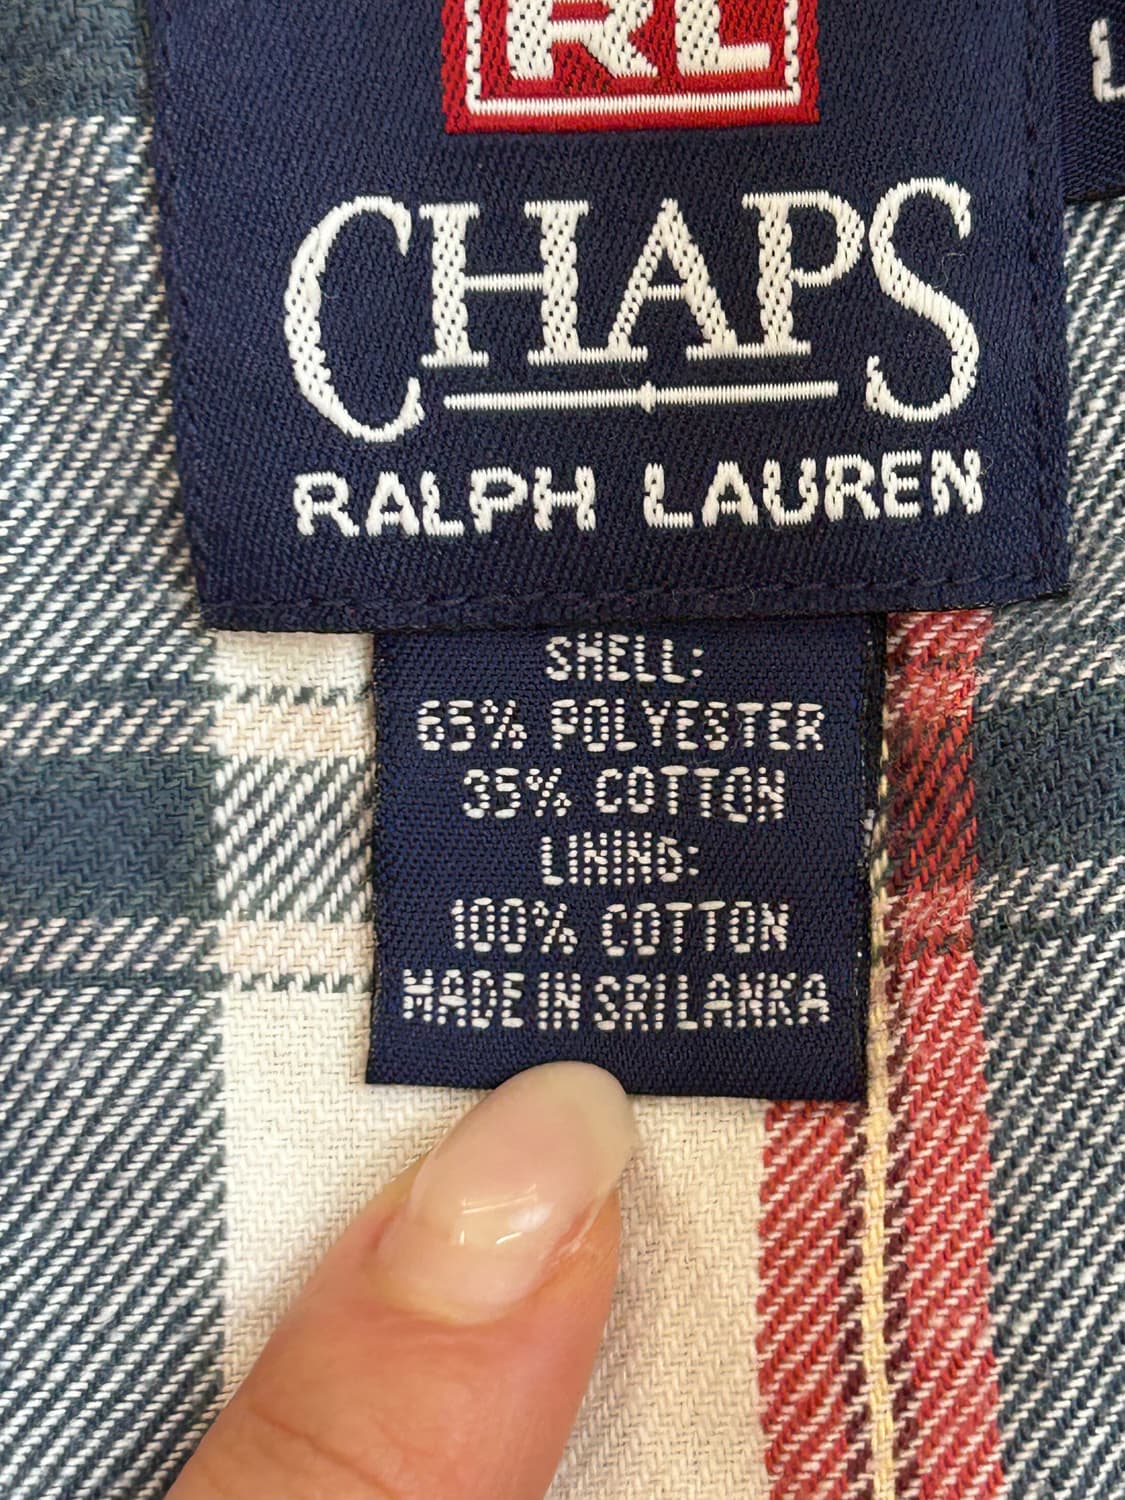 RL
CHAPS
RALPH LAUREN
SHELL:
65% POLYESTER
35% COTTON
LINING:
100% COTTON
MADE IN SRI LANKA